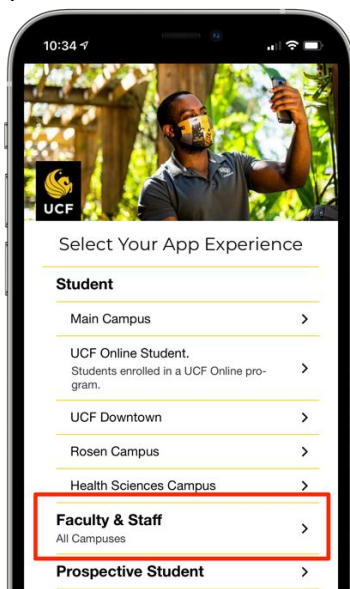 10:34
UCF
Select Your App Experience
Student
Main Campus
UCF Online Student.
Students enrolled in a UCF Online pro-
gram.
UCF Downtown
Rosen Campus
Health Sciences Campus
Faculty & Staff
All Campuses
Prospective Student